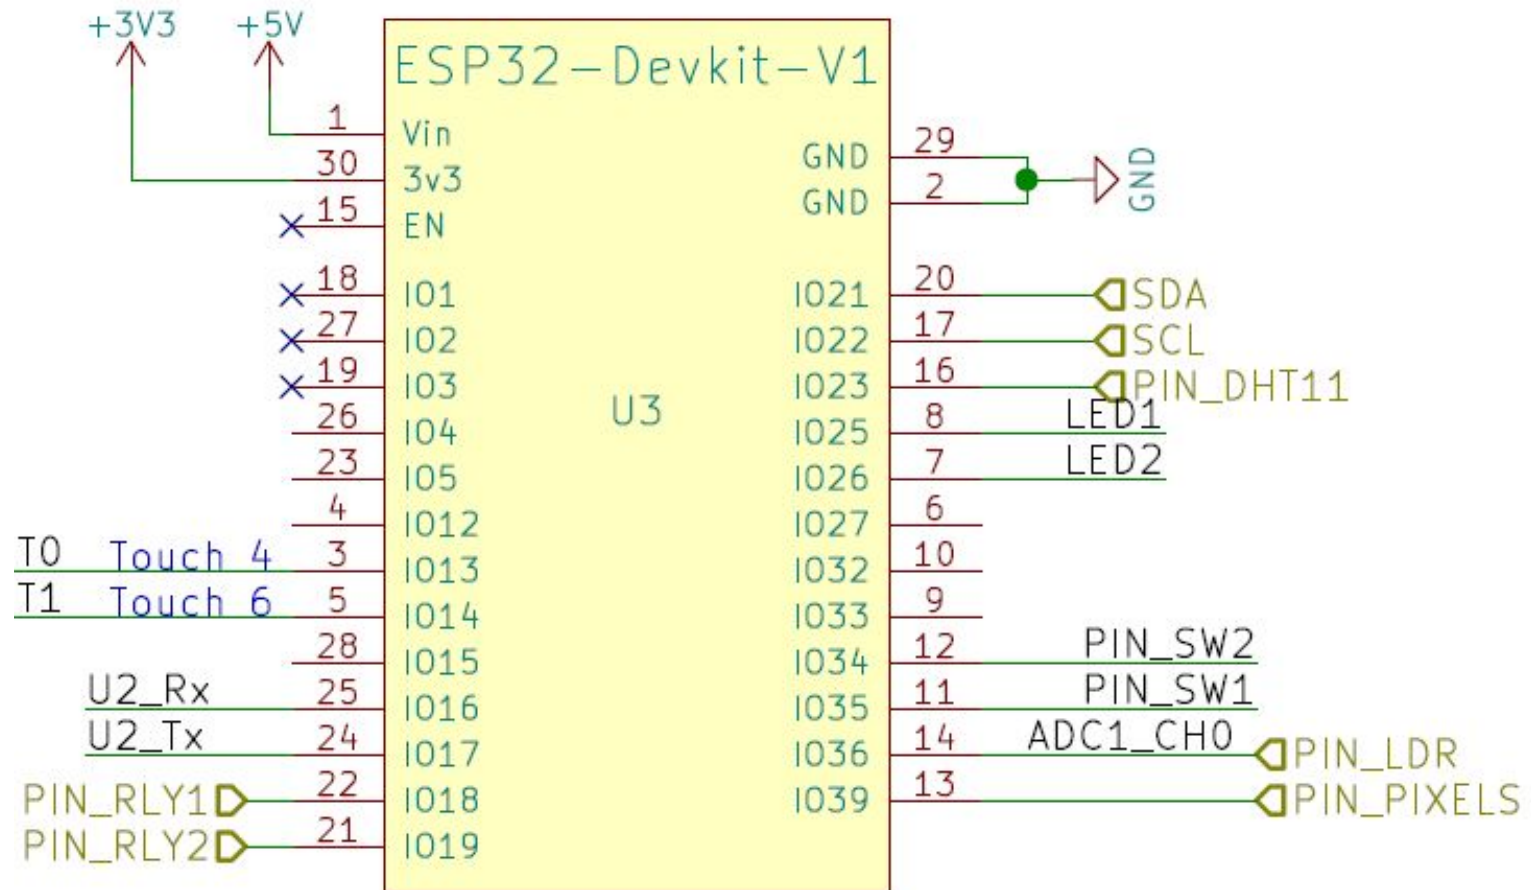 +3V3 +5V
ESP32-Devkit-V1
1 Vin
30 3v3
15 EN
18 IO1
27 IO2
19 IO3
26 IO4
23 IO5
4 IO12
T0 Touch 4 3 IO13
T1 Touch 6 5 IO14
28 IO15
U2_Rx 25 IO16
U2_Tx 24 IO17
PIN_RLY1 22 IO18
PIN_RLY2 21 IO19
U3
GND 29
GND 2
GND
IO21 20 SDA
IO22 17 SCL
IO23 16 PIN_DHT11
IO25 8 LED1
IO26 7 LED2
IO27 6
IO32 10
IO33 9
IO34 12 PIN_SW2
IO35 11 PIN_SW1
IO36 14 ADC1_CH0 PIN_LDR
IO39 13 PIN_PIXELS